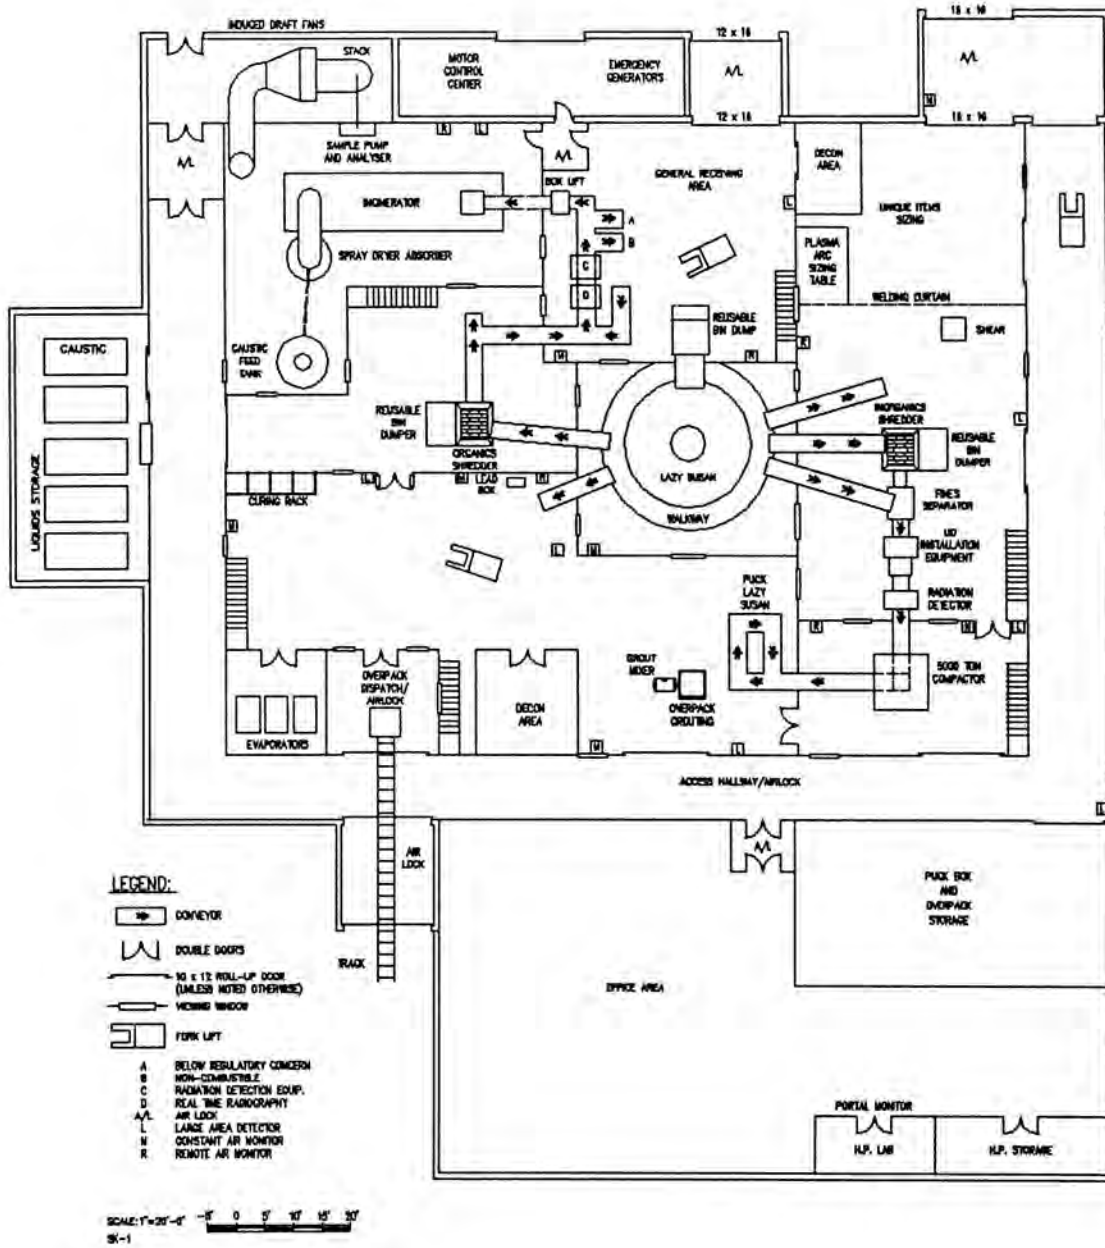 INDUCED DRAFT FANS
STACK
MOTOR
CONTROL
CENTER
EMERGENCY
GENERATORS
12 x 16
A/L
12 x 16
16 x 16
A/L
M
16 x 16
A/L
SAMPLE PUMP
AND ANALYSER
R
L
A/L
BOX LIFT
GENERAL RECEIVING
AREA
DECON
AREA
UNIQUE ITEMS
SIZING
INCINERATOR
A
B
L
SPRAY DRYER ABSORBER
C
D
PLASMA
ARC
SIZING
TABLE
WELDING CURTAIN
REUSABLE
BIN DUMP
SHEAR
CAUSTIC
CAUSTIC
FEED
TANK
M
R
R
REUSABLE
BIN
DUMPER
ORGANICS
SHREDDER
INORGANICS
SHREDDER
REUSABLE
BIN
DUMPER
L
LAZY SUSAN
WALKWAY
LIQUIDS STORAGE
CURING RACK
L
M
LEAD
BOX
R
FINES
SEPARATOR
M
L
M
LID
INSTALLATION
EQUIPMENT
PUCK
LAZY
SUSAN
RADIATION
DETECTOR
R
M
L
OVERPACK
DISPATCH/
AIRLOCK
GROUT
MIXER
OVERPACK
GROUTING
5000 TON
COMPACTOR
DECON
AREA
EVAPORATORS
M
L
ACCESS HALLWAY/AIRLOCK
L
AIR
LOCK
A/L
PUCK BOX
AND
OVERPACK
STORAGE
TRACK
OFFICE AREA
PORTAL MONITOR
H.P. LAB
H.P. STORAGE
LEGEND:
CONVEYOR
DOUBLE DOORS
10 x 12 ROLL-UP DOOR
(UNLESS NOTED OTHERWISE)
VIEWING WINDOW
FORK LIFT
A BELOW REGULATORY CONCERN
B NON-COMBUSTIBLE
C RADIATION DETECTION EQUIP.
D REAL TIME RADIOGRAPHY
A/L AIR LOCK
L LARGE AREA DETECTOR
M CONSTANT AIR MONITOR
R REMOTE AIR MONITOR
SCALE: 1"=20'-0"
-5' 0 5' 10' 15' 20'
SK-1